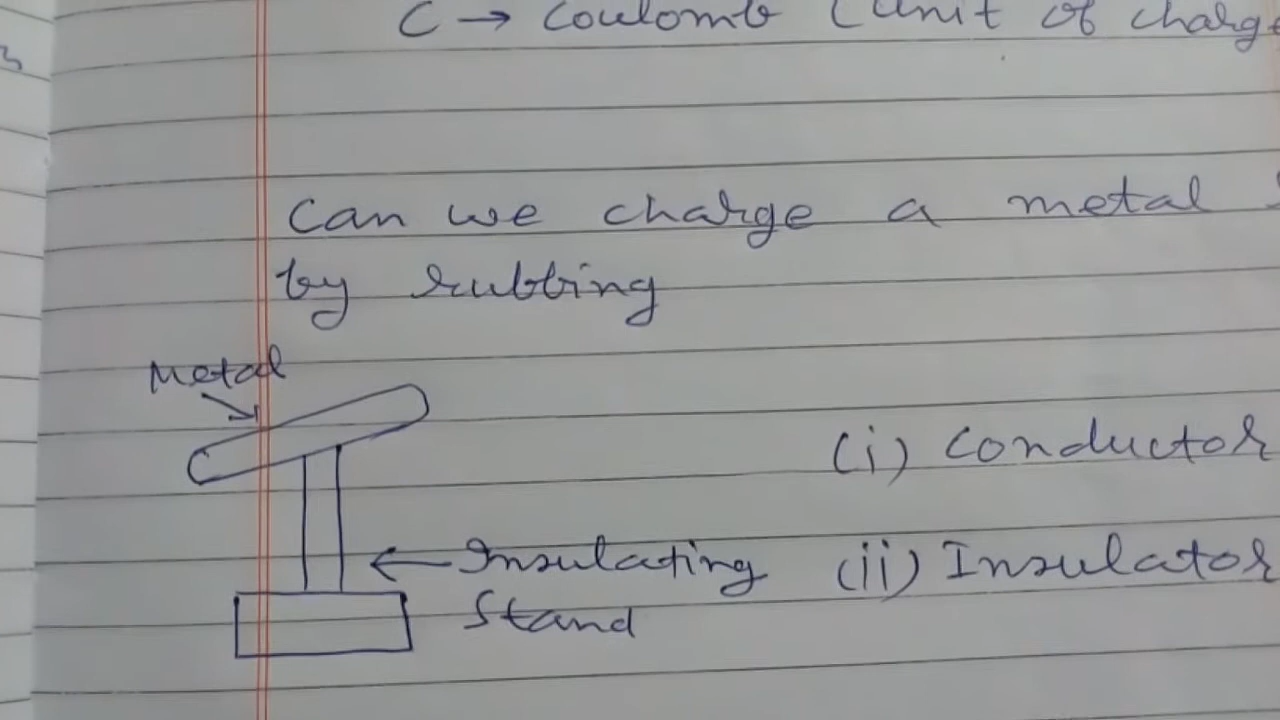 C → Coulomb (Unit of charge
Can we charge a metal
by rubbing
Metal
(i) Conductor
Insulating (ii) Insulator
Stand